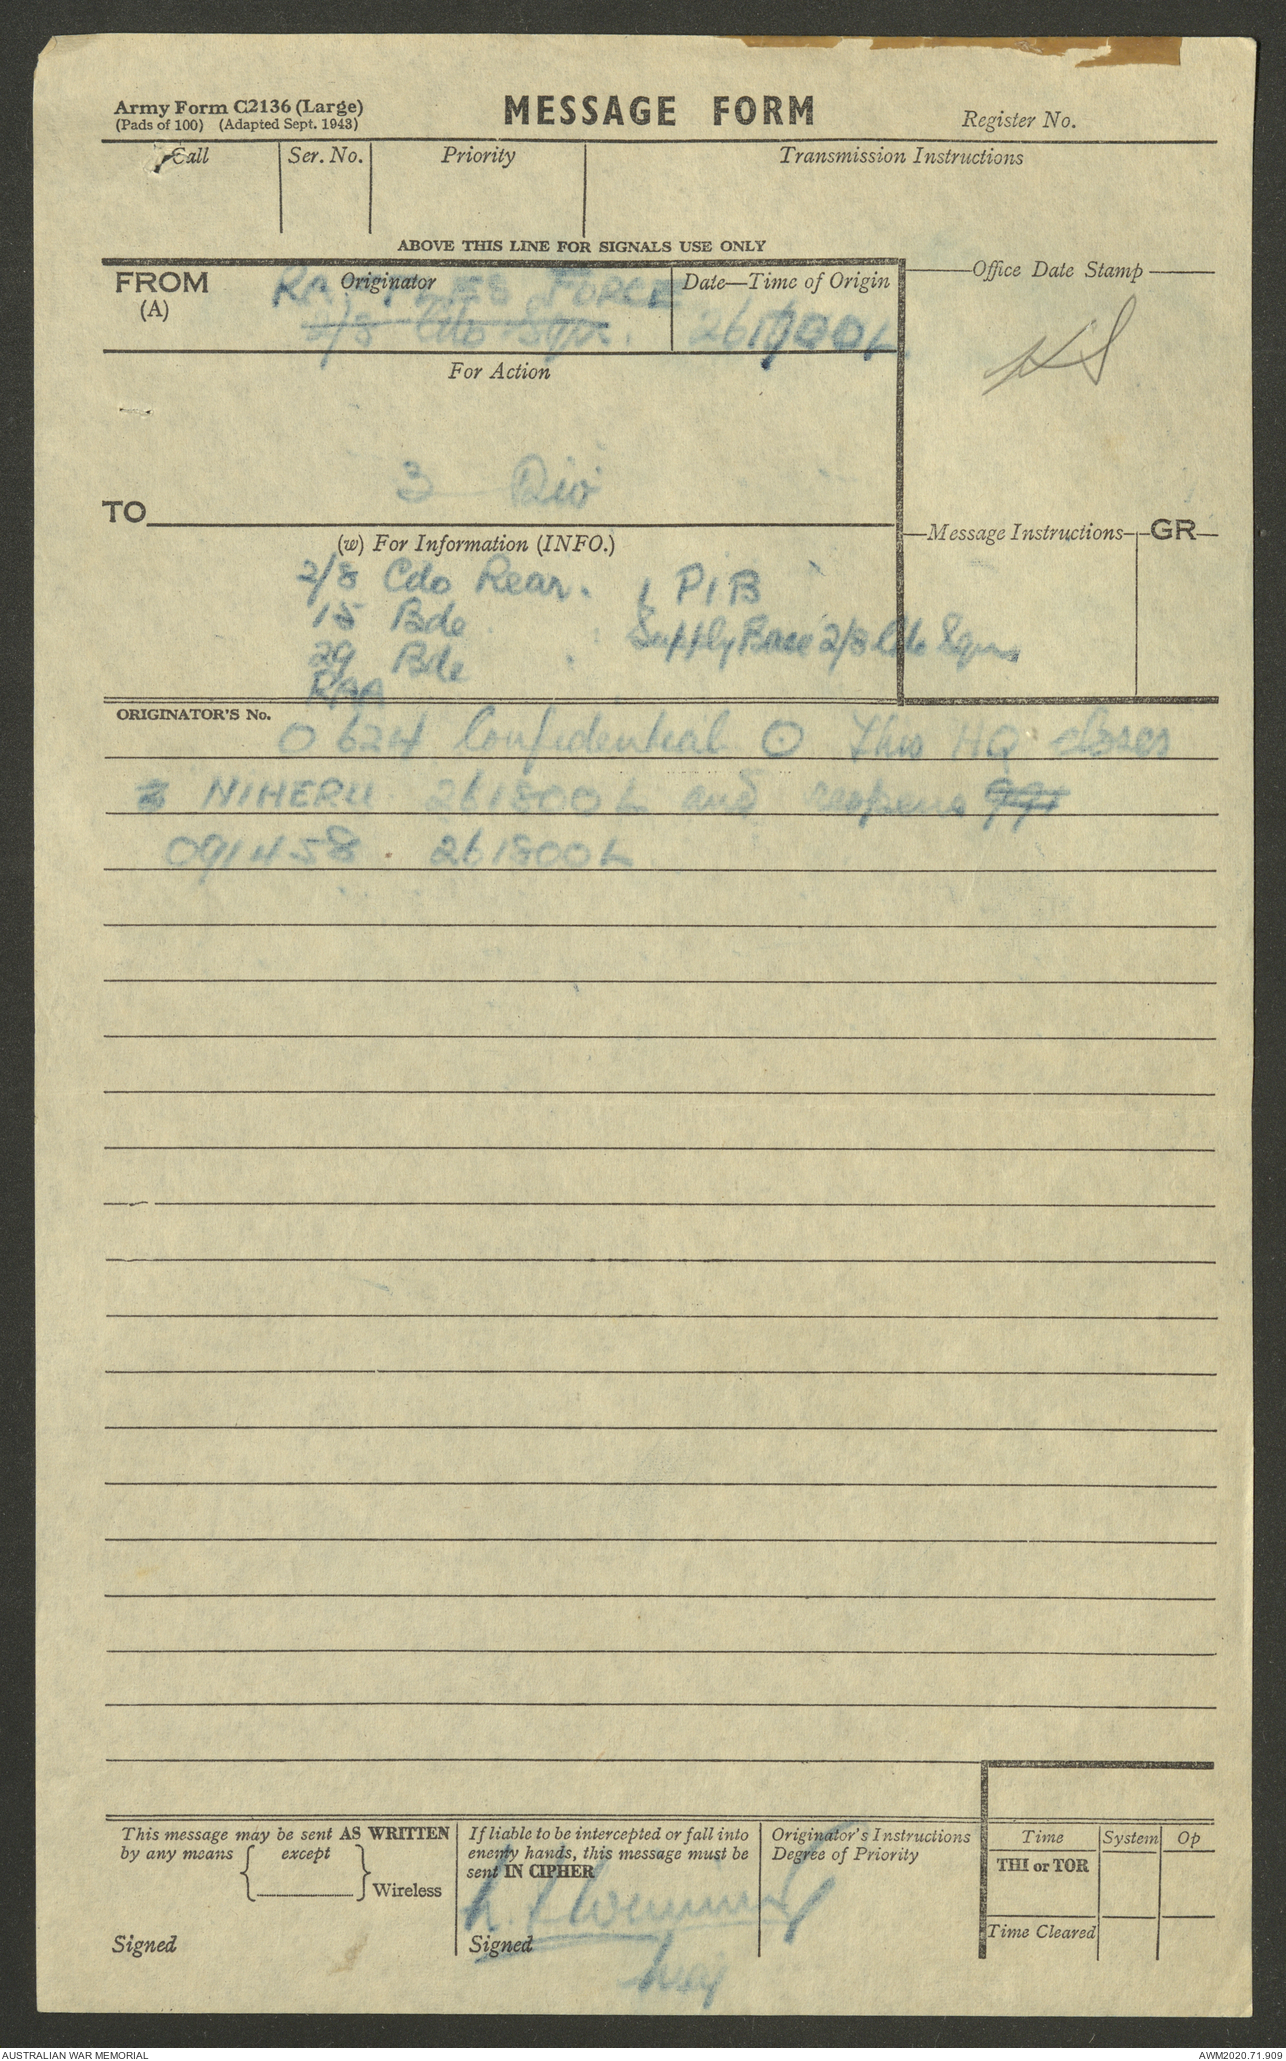 Army Form C2136 (Large)
(Pads of 100) (Adapted Sept. 1943)
MESSAGE FORM
Register No.
Call
Ser. No.
Priority
Transmission Instructions
ABOVE THIS LINE FOR SIGNALS USE ONLY
FROM
(A)
Originator
FORCE
2/8 Cdo Sqn.
Date—Time of Origin
Office Date Stamp
For Action
3 Div
TO
(w) For Information (INFO.)
Message Instructions
GR
2/8 Cdo Rear.
PIB
15 Bde
Supply Base 2/8 Cdo Sqn
29 Bde
RAA
ORIGINATOR'S No.
O 624 Confidential ⊙ This HQ closes
NIHERU 261800L and reopens
091458. 261800L
This message may be sent AS WRITTEN
by any means
except
Wireless
Signed
If liable to be intercepted or fall into
enemy hands, this message must be
sent IN CIPHER
Signed
Maj
Originator's Instructions
Degree of Priority
Time
System
Op
THI or TOR
Time Cleared
AUSTRALIAN WAR MEMORIAL
AWM2020.71.909